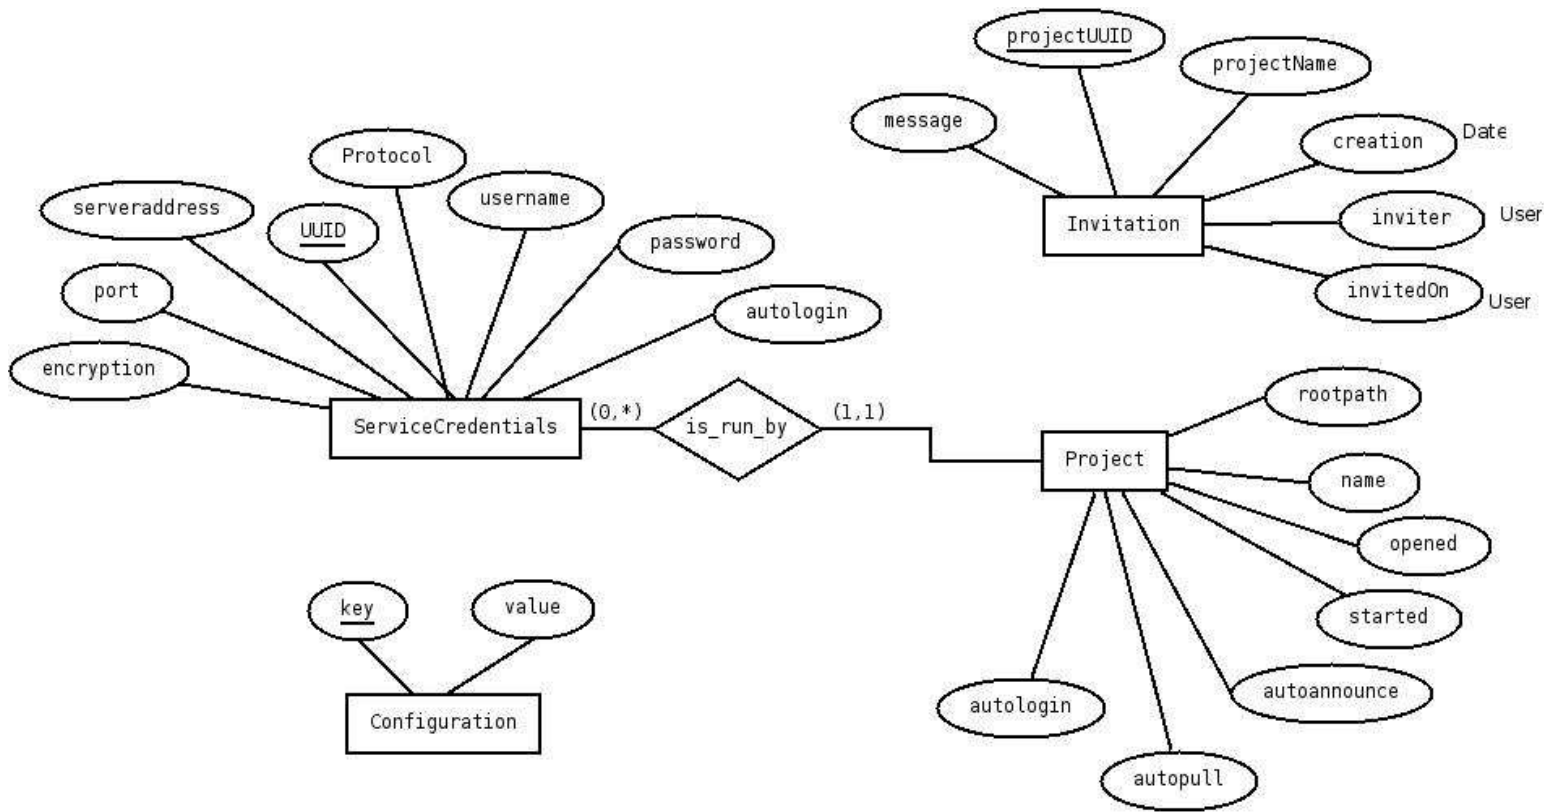 projectUUID
projectName
message
creation
Date
Protocol
username
serveraddress
UUID
password
Invitation
inviter
User
port
autologin
invitedOn
User
encryption
ServiceCredentials
(0,*)
is_run_by
(1,1)
Project
rootpath
name
opened
started
key
value
autoannounce
autologin
Configuration
autopull